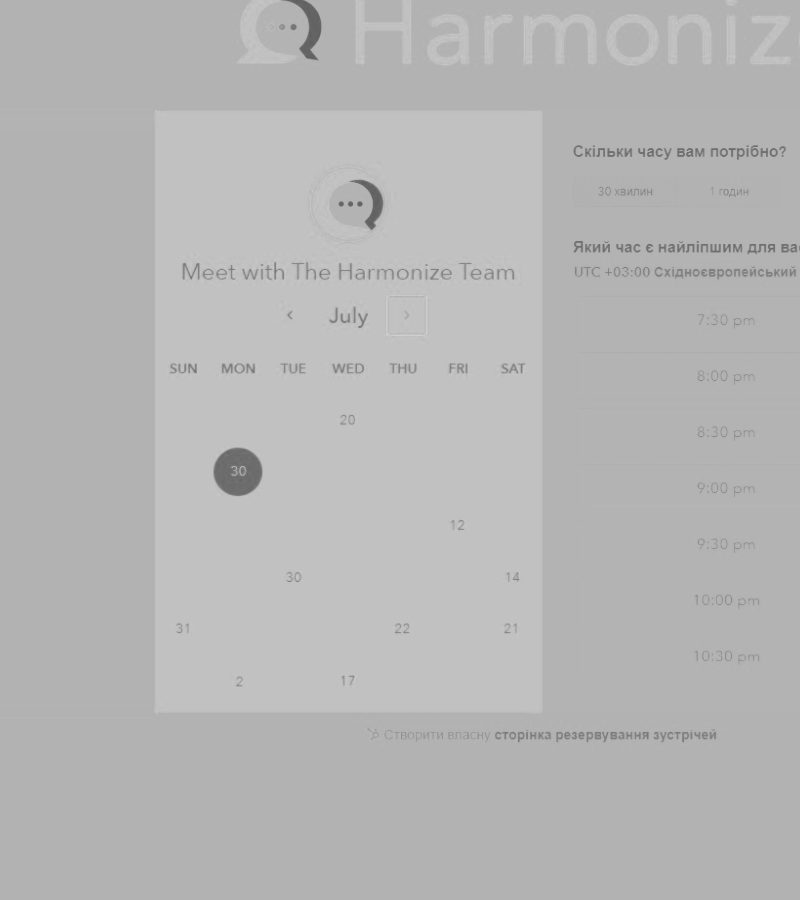 Harmoniz
Meet with The Harmonize Team
July
SUN MON TUE WED THU FRI SAT
20
30
12
30 14
31 22 21
2 17
Скільки часу вам потрібно?
30 хвилин 1 годин
Який час є найліпшим для ва
UTC +03:00 Східноєвропейський
7:30 pm
8:00 pm
8:30 pm
9:00 pm
9:30 pm
10:00 pm
10:30 pm
Створити власну сторінка резервування зустрічей